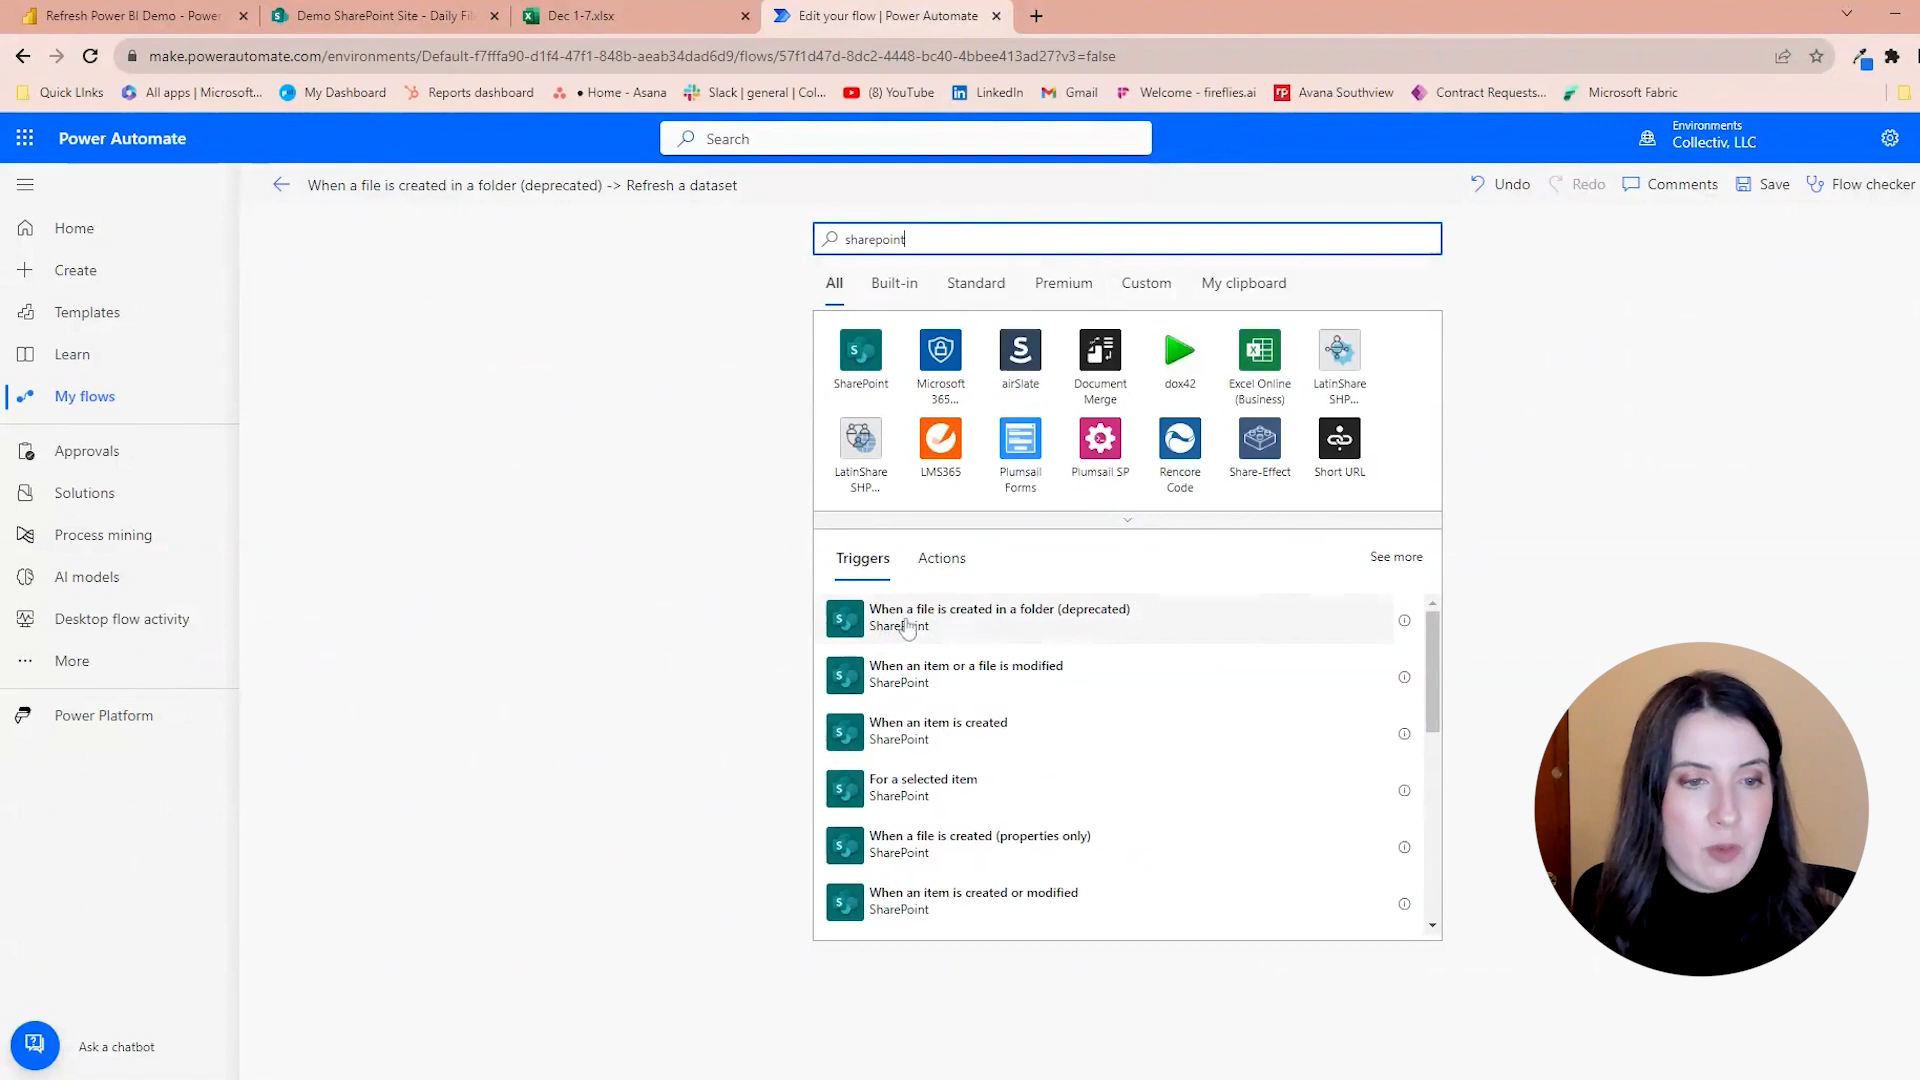 Refresh Power BI Demo - Power
Demo SharePoint Site - Daily Fil
Dec 1-7.xlsx
Edit your flow | Power Automate
make.powerautomate.com/environments/Default-f7fffa90-d1f4-47f1-848b-aeab34dad6d9/flows/57f1d47d-8dc2-4448-bc40-4bbee413ad27?v3=false
Quick LInks
All apps | Microsoft...
My Dashboard
Reports dashboard
• Home - Asana
Slack | general | Col...
(8) YouTube
LinkedIn
Gmail
Welcome - fireflies.ai
Avana Southview
Contract Requests...
Microsoft Fabric
Power Automate
Search
Environments
Collectiv, LLC
When a file is created in a folder (deprecated) -> Refresh a dataset
Undo
Redo
Comments
Save
Flow checker
Home
Create
Templates
Learn
My flows
Approvals
Solutions
Process mining
AI models
Desktop flow activity
More
Power Platform
Ask a chatbot
sharepoint
All
Built-in
Standard
Premium
Custom
My clipboard
SharePoint
Microsoft
365...
airSlate
Document
Merge
dox42
Excel Online
(Business)
LatinShare
SHP...
LatinShare
SHP...
LMS365
Plumsail
Forms
Plumsail SP
Rencore
Code
Share-Effect
Short URL
Triggers
Actions
See more
When a file is created in a folder (deprecated)
SharePoint
When an item or a file is modified
SharePoint
When an item is created
SharePoint
For a selected item
SharePoint
When a file is created (properties only)
SharePoint
When an item is created or modified
SharePoint